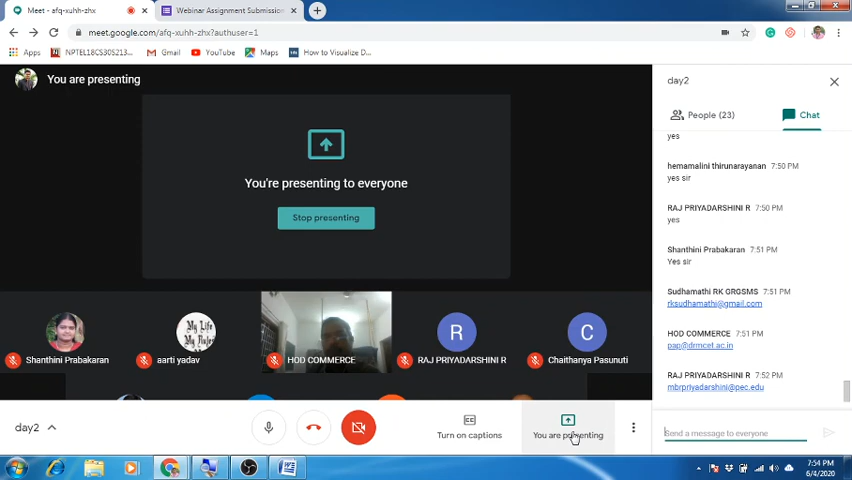 Meet - afq-xuhh-zhx
Webinar Assignment Submission
meet.google.com/afq-xuhh-zhx?authuser=1
Apps
NPTEL18CS30S213...
Gmail
YouTube
Maps
How to Visualize D...
You are presenting
You're presenting to everyone
Stop presenting
Shanthini Prabakaran
My Life
My Rules
aarti yadav
HOD COMMERCE
R
RAJ PRIYADARSHINI R
C
Chaithanya Pasunuti
day2
Turn on captions
You are presenting
day2
People (23)
Chat
yes
hemamalini thirunarayanan 7:50 PM
yes sir
RAJ PRIYADARSHINI R 7:50 PM
yes
Shanthini Prabakaran 7:51 PM
Yes sir
Sudhamathi RK GRGSMS 7:51 PM
rksudhamathi@gmail.com
HOD COMMERCE 7:51 PM
pap@drmcet.ac.in
RAJ PRIYADARSHINI R 7:52 PM
mbrpriyadarshini@pec.edu
Send a message to everyone
7:54 PM
6/4/2020